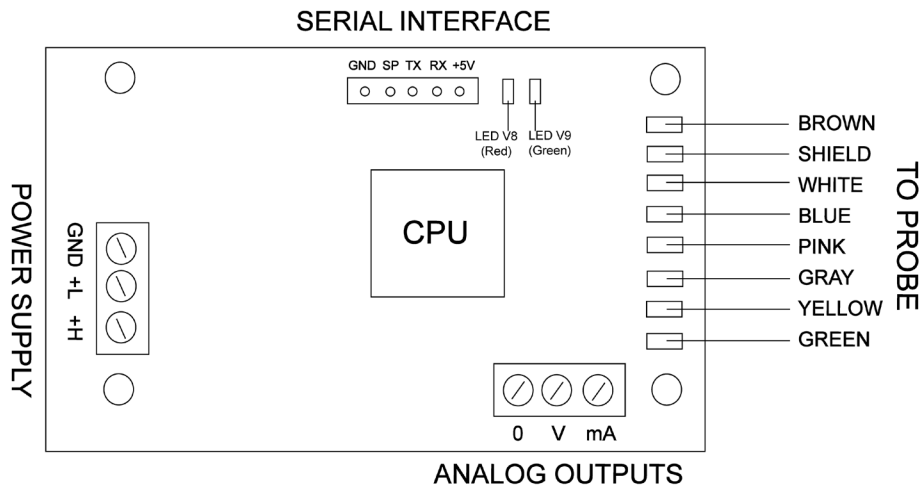 SERIAL INTERFACE
GND SP TX RX +5V
LED V8
(Red)
LED V9
(Green)
BROWN
SHIELD
WHITE
BLUE
PINK
GRAY
YELLOW
GREEN
TO PROBE
CPU
POWER SUPPLY
GND
+L
+H
0 V mA
ANALOG OUTPUTS